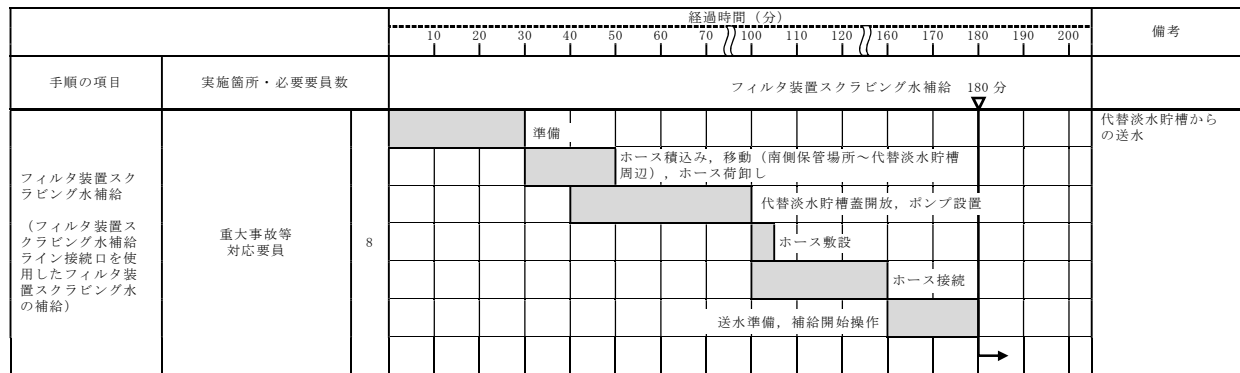 経過時間（分）
備考
10 20 30 40 50 60 70 100 110 120 160 170 180 190 200
手順の項目
実施箇所・必要要員数
フィルタ装置スクラビング水補給 180 分
フィルタ装置スク
ラビング水補給
（フィルタ装置ス
クラビング水補給
ライン接続口を使
用したフィルタ装
置スクラビング水
の補給）
重大事故等
対応要員
8
準備
ホース積込み，移動（南側保管場所～代替淡水貯槽
周辺），ホース荷卸し
代替淡水貯槽蓋開放，ポンプ設置
ホース敷設
ホース接続
送水準備，補給開始操作
代替淡水貯槽から
の送水